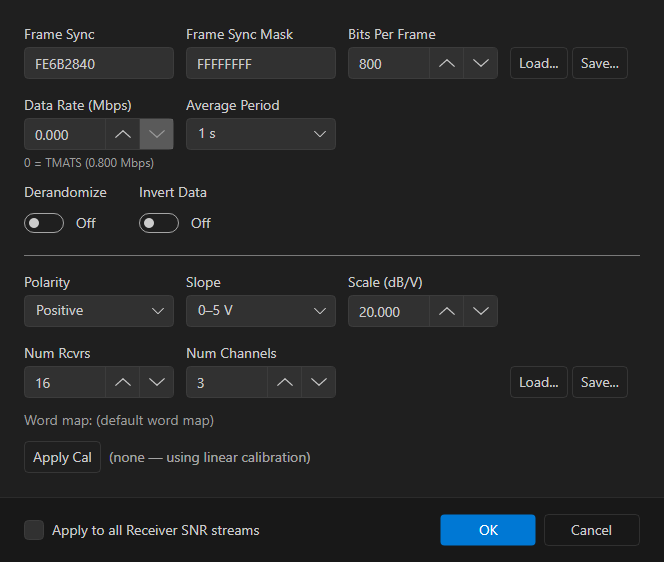 Frame Sync Frame Sync Mask Bits Per Frame
FE6B2840 FFFFFFFF 800 Load... Save...
Data Rate (Mbps) Average Period
0.000 1 s
0 = TMATS (0.800 Mbps)
Derandomize Invert Data
Off Off
Polarity Slope Scale (dB/V)
Positive 0–5 V 20.000
Num Rcvrs Num Channels
16 3 Load... Save...
Word map: (default word map)
Apply Cal (none — using linear calibration)
Apply to all Receiver SNR streams OK Cancel